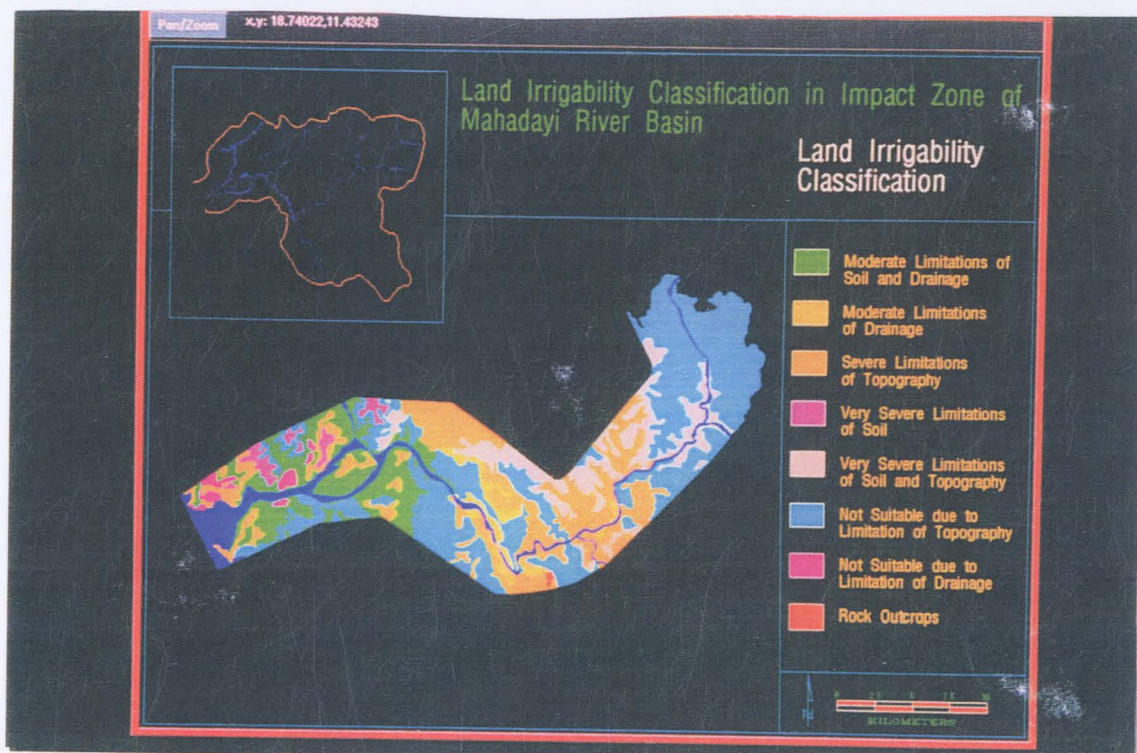 Pan/Zoom x,y: 18.74022,11.43243
Land Irrigability Classification in Impact Zone of
Mahadayi River Basin
Land Irrigability
Classification
Moderate Limitations of
Soil and Drainage
Moderate Limitations
of Drainage
Severe Limitations
of Topography
Very Severe Limitations
of Soil
Very Severe Limitations
of Soil and Topography
Not Suitable due to
Limitation of Topography
Not Suitable due to
Limitation of Drainage
Rock Outcrops
N
KILOMETERS